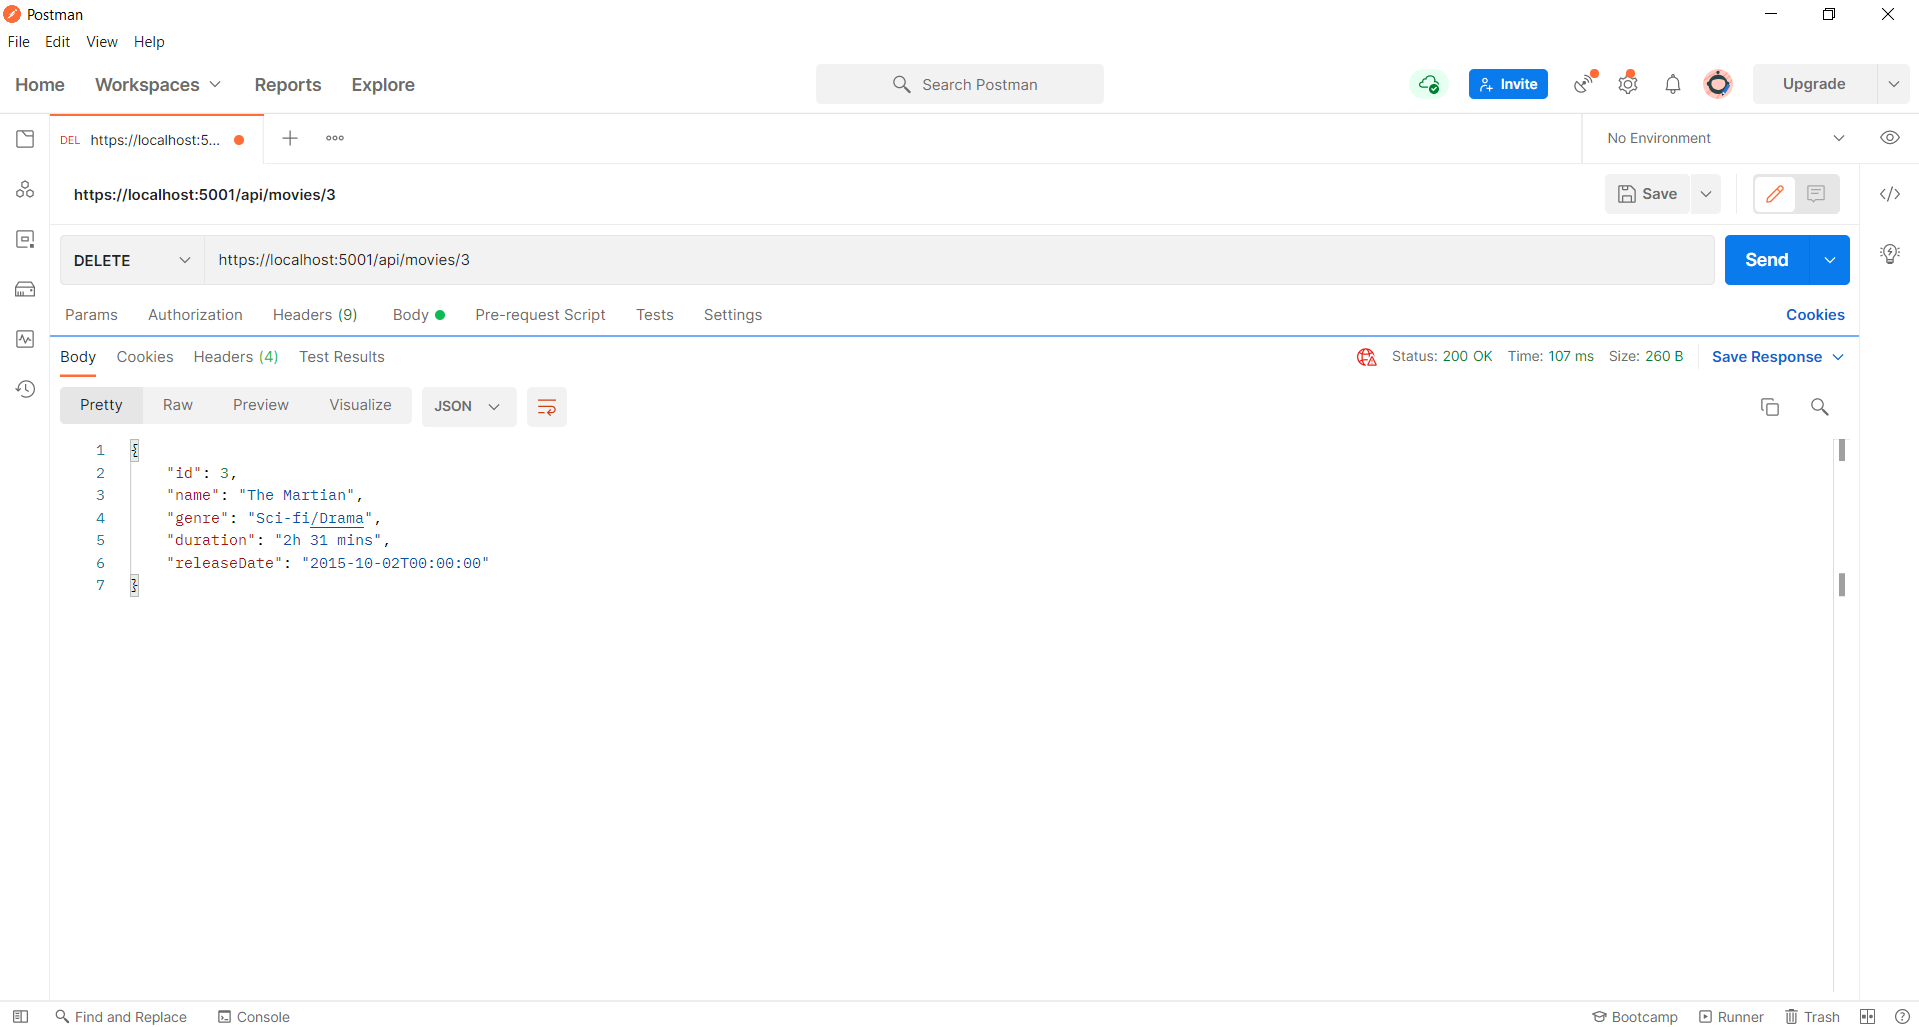 Postman
File Edit View Help
Home Workspaces Reports Explore Search Postman Invite Upgrade
DEL https://localhost:5... No Environment
https://localhost:5001/api/movies/3 Save
DELETE https://localhost:5001/api/movies/3 Send
Params Authorization Headers (9) Body Pre-request Script Tests Settings Cookies
Body Cookies Headers (4) Test Results Status: 200 OK Time: 107 ms Size: 260 B Save Response
Pretty Raw Preview Visualize JSON
1 {
2 "id": 3,
3 "name": "The Martian",
4 "genre": "Sci-fi/Drama",
5 "duration": "2h 31 mins",
6 "releaseDate": "2015-10-02T00:00:00"
7 }
Find and Replace Console Bootcamp Runner Trash